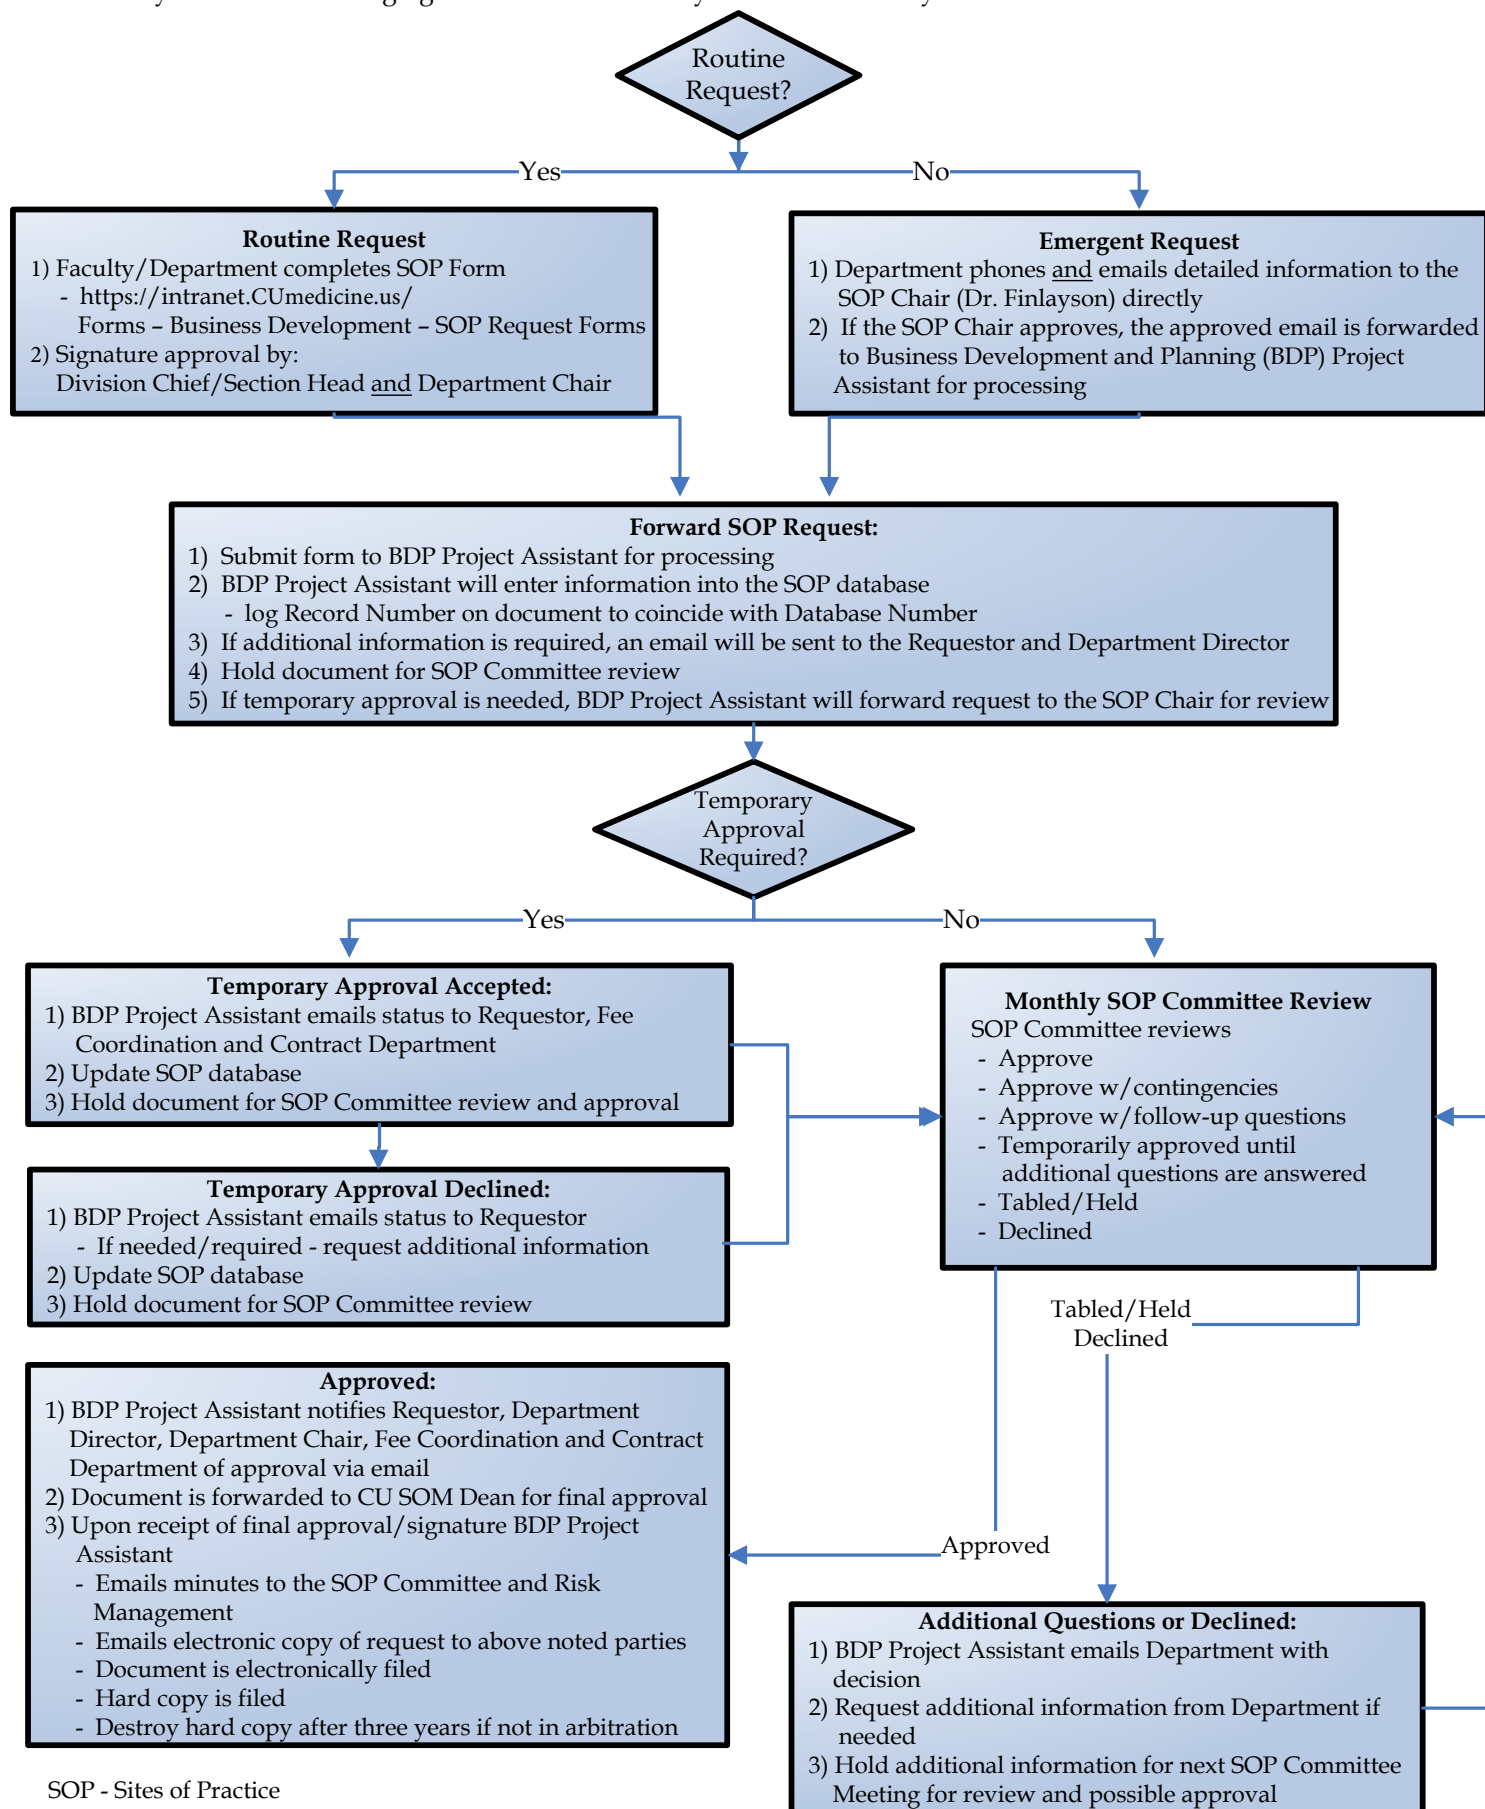 Routine
Request?
Yes
No
Routine Request
1) Faculty/Department completes SOP Form
- https://intranet.CUmedicine.us/
Forms – Business Development – SOP Request Forms
2) Signature approval by:
Division Chief/Section Head and Department Chair
Emergent Request
1) Department phones and emails detailed information to the
SOP Chair (Dr. Finlayson) directly
2) If the SOP Chair approves, the approved email is forwarded
to Business Development and Planning (BDP) Project
Assistant for processing
Forward SOP Request:
1) Submit form to BDP Project Assistant for processing
2) BDP Project Assistant will enter information into the SOP database
- log Record Number on document to coincide with Database Number
3) If additional information is required, an email will be sent to the Requestor and Department Director
4) Hold document for SOP Committee review
5) If temporary approval is needed, BDP Project Assistant will forward request to the SOP Chair for review
Temporary
Approval
Required?
Yes
No
Temporary Approval Accepted:
1) BDP Project Assistant emails status to Requestor, Fee
Coordination and Contract Department
2) Update SOP database
3) Hold document for SOP Committee review and approval
Temporary Approval Declined:
1) BDP Project Assistant emails status to Requestor
- If needed/required - request additional information
2) Update SOP database
3) Hold document for SOP Committee review
Monthly SOP Committee Review
SOP Committee reviews
- Approve
- Approve w/contingencies
- Approve w/follow-up questions
- Temporarily approved until
additional questions are answered
- Tabled/Held
- Declined
Tabled/Held
Declined
Approved
Approved:
1) BDP Project Assistant notifies Requestor, Department
Director, Department Chair, Fee Coordination and Contract
Department of approval via email
2) Document is forwarded to CU SOM Dean for final approval
3) Upon receipt of final approval/signature BDP Project
Assistant
- Emails minutes to the SOP Committee and Risk
Management
- Emails electronic copy of request to above noted parties
- Document is electronically filed
- Hard copy is filed
- Destroy hard copy after three years if not in arbitration
Additional Questions or Declined:
1) BDP Project Assistant emails Department with
decision
2) Request additional information from Department if
needed
3) Hold additional information for next SOP Committee
Meeting for review and possible approval
SOP - Sites of Practice